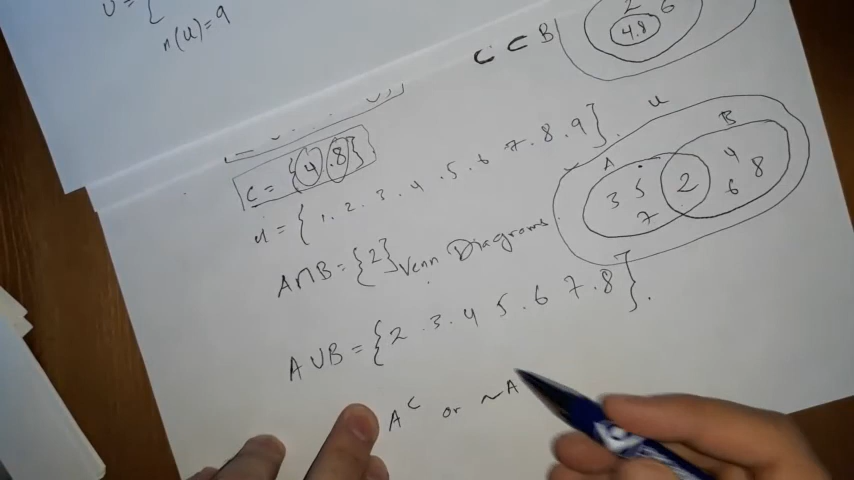 U = {
n(U) = 9
C ⊂ B
2 6
4.8
C = {4 .8}
U = {1. 2. 3. 4 .5 .6 7. 8. 9}.
u
A B
3 5 7 2 4 6 8
A∩B = {2}
Venn Diagrams
A∪B = {2 .3. 4 5 .6 7. 8}.
Aᶜ or ~A